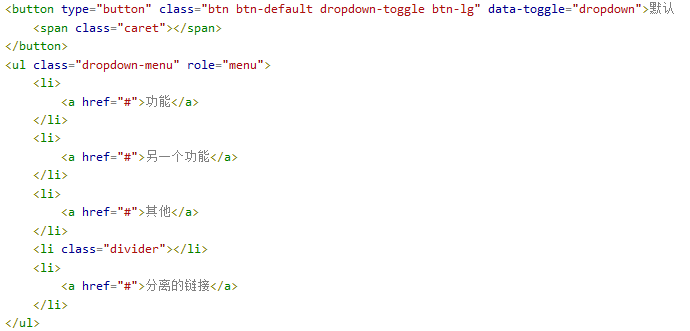 <button type="button" class="btn btn-default dropdown-toggle btn-lg" data-toggle="dropdown">默认
    <span class="caret"></span>
</button>
<ul class="dropdown-menu" role="menu">
    <li>
        <a href="#">功能</a>
    </li>
    <li>
        <a href="#">另一个功能</a>
    </li>
    <li>
        <a href="#">其他</a>
    </li>
    <li class="divider"></li>
    <li>
        <a href="#">分离的链接</a>
    </li>
</ul>